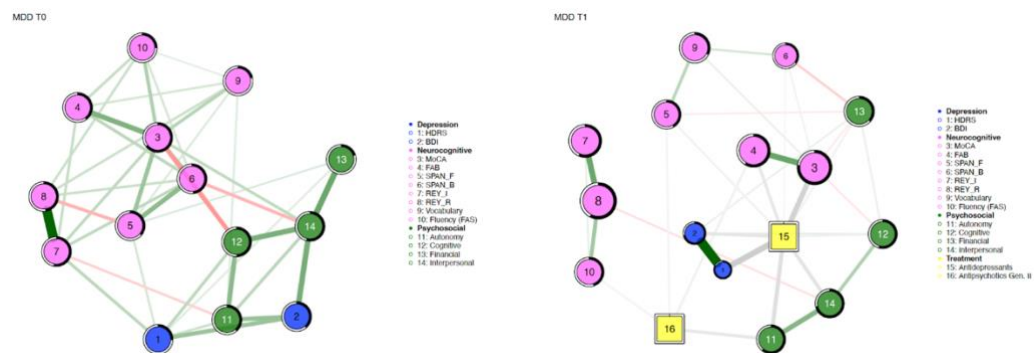 MDD T0
MDD T1
10
9
4
3
6
13
8
5
7
12
14
11
2
1
Depression
1: HDRS
2: BDI
Neurocognitive
3: MoCA
4: FAB
5: SPAN_F
6: SPAN_B
7: REY_I
8: REY_R
9: Vocabulary
10: Fluency (FAS)
Psychosocial
11: Autonomy
12: Cognitive
13: Financial
14: Interpersonal
9
6
5
13
7
4
3
8
2
15
12
1
10
14
16
11
Depression
1: HDRS
2: BDI
Neurocognitive
3: MoCA
4: FAB
5: SPAN_F
6: SPAN_B
7: REY_I
8: REY_R
9: Vocabulary
10: Fluency (FAS)
Psychosocial
11: Autonomy
12: Cognitive
13: Financial
14: Interpersonal
Treatment
15: Antidepressants
16: Antipsychotics Gen. II